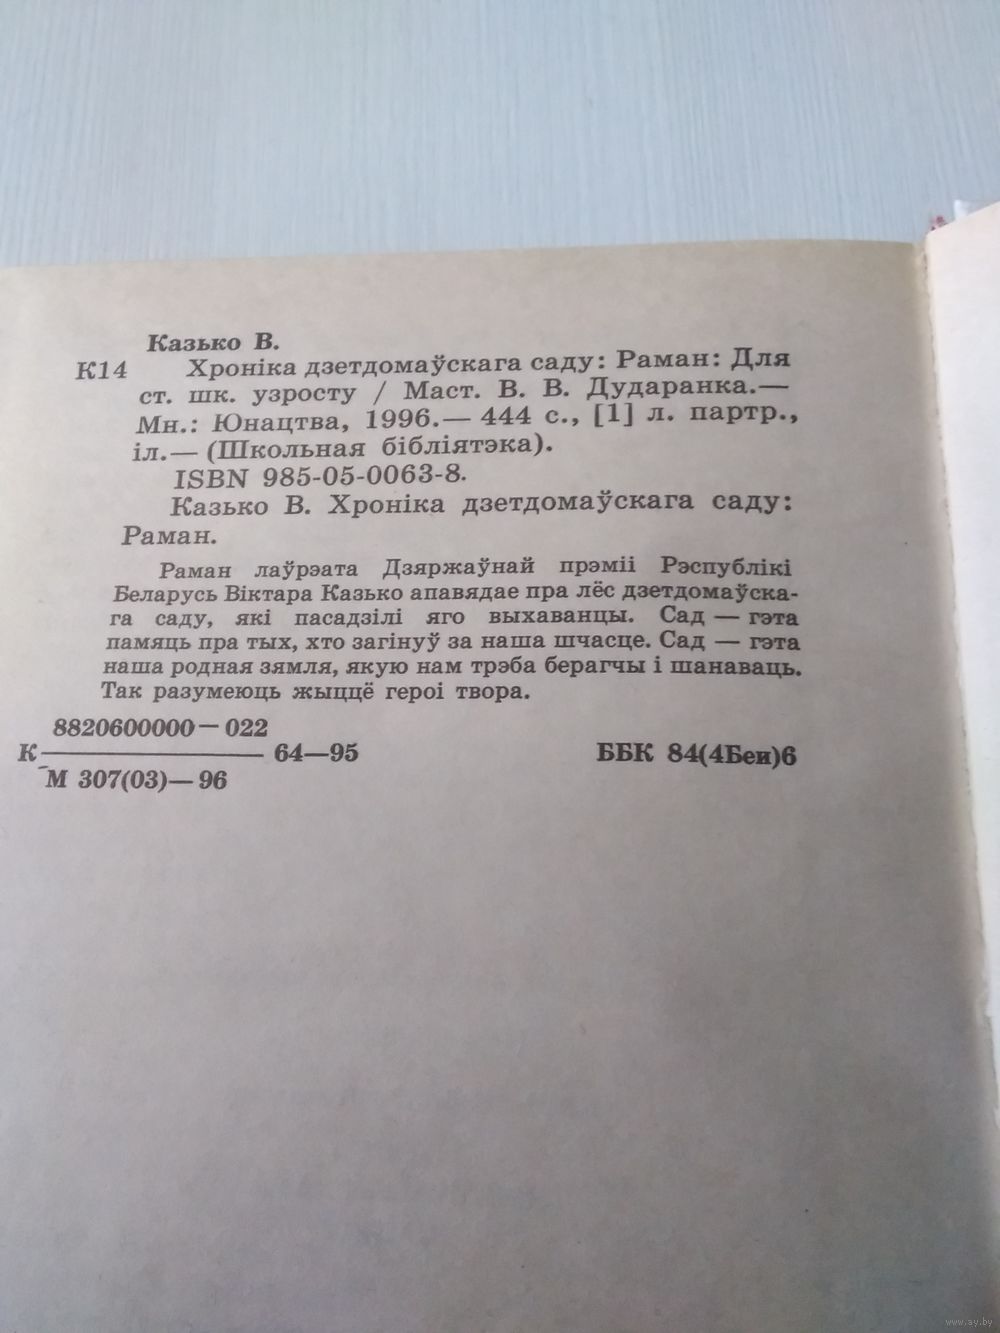 Казько В.
К14 Хроніка дзетдомаўскага саду: Раман: Для
ст. шк. узросту / Маст. В. В. Дударанка.—
Мн.: Юнацтва, 1996.— 444 с., [1] л. партр.,
іл.— (Школьная бібліятэка).
ISBN 985-05-0063-8.
Казько В. Хроніка дзетдомаўскага саду:
Раман.
Раман лаўрэата Дзяржаўнай прэміі Рэспублікі
Беларусь Віктара Казько апавядае пра лёс дзетдомаўска-
га саду, які пасадзілі яго выхаванцы. Сад — гэта
памяць пра тых, хто загінуў за наша шчасце. Сад — гэта
наша родная зямля, якую нам трэба берагчы і шанаваць.
Так разумеюць жыццё героі твора.
8820600000—022
К ——— 64—95 ББК 84(4Беи)6
М 307(03)—96
www.ay.by